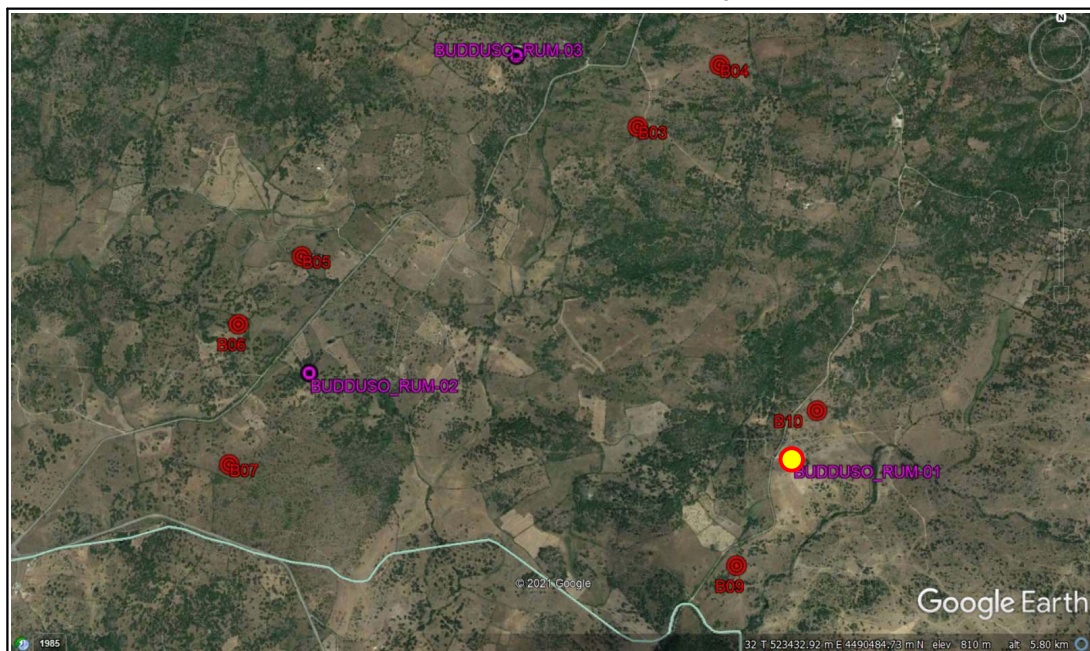 N
BUDDUSO_RUM-03
B04
B03
B05
B06
BUDDUSO_RUM-02
B10
B07
BUDDUSO_RUM-01
B09
© 2021 Google
Google Earth
1985
32 T 523432.92 m E 4490484.73 m N elev 810 m alt 5.80 km